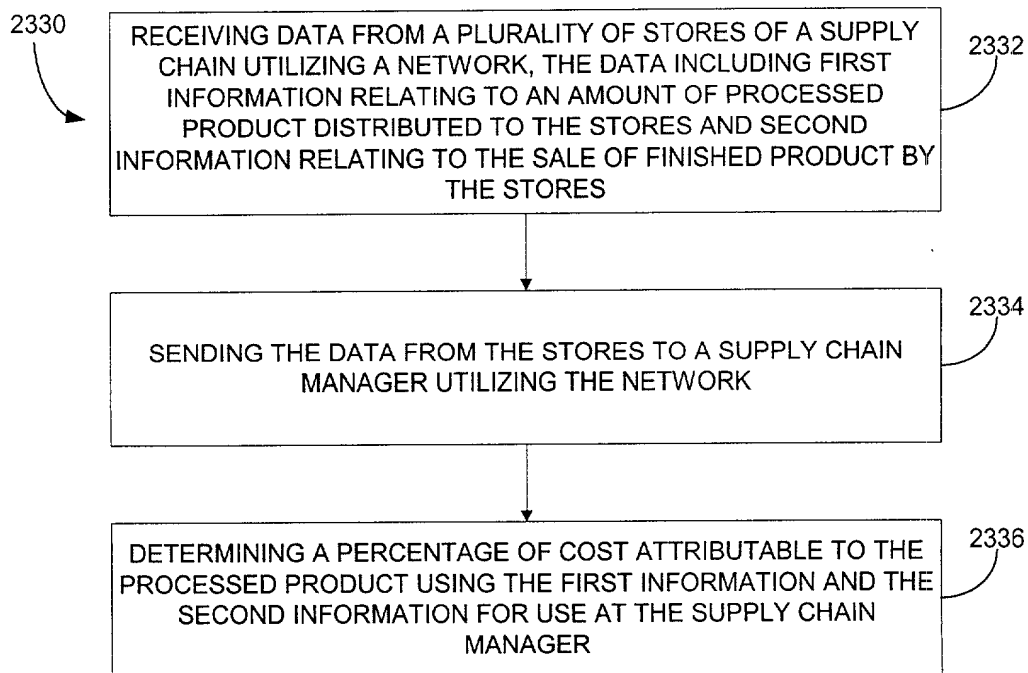 2330
RECEIVING DATA FROM A PLURALITY OF STORES OF A SUPPLY
CHAIN UTILIZING A NETWORK, THE DATA INCLUDING FIRST
INFORMATION RELATING TO AN AMOUNT OF PROCESSED
PRODUCT DISTRIBUTED TO THE STORES AND SECOND
INFORMATION RELATING TO THE SALE OF FINISHED PRODUCT BY
THE STORES
2332
SENDING THE DATA FROM THE STORES TO A SUPPLY CHAIN
MANAGER UTILIZING THE NETWORK
2334
DETERMINING A PERCENTAGE OF COST ATTRIBUTABLE TO THE
PROCESSED PRODUCT USING THE FIRST INFORMATION AND THE
SECOND INFORMATION FOR USE AT THE SUPPLY CHAIN
MANAGER
2336